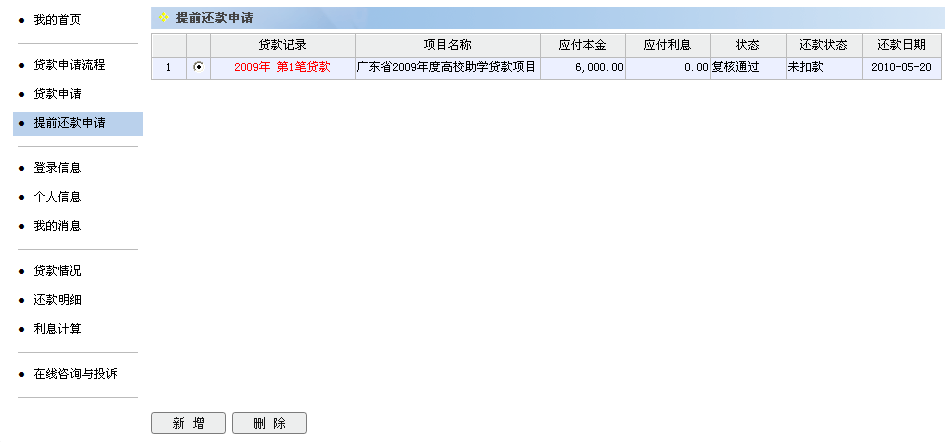 我的首页
贷款申请流程
贷款申请
提前还款申请
登录信息
个人信息
我的消息
贷款情况
还款明细
利息计算
在线咨询与投诉
提前还款申请
贷款记录 项目名称 应付本金 应付利息 状态 还款状态 还款日期
1 2009年 第1笔贷款 广东省2009年度高校助学贷款项目 6,000.00 0.00 复核通过 未扣款 2010-05-20
新 增 删 除